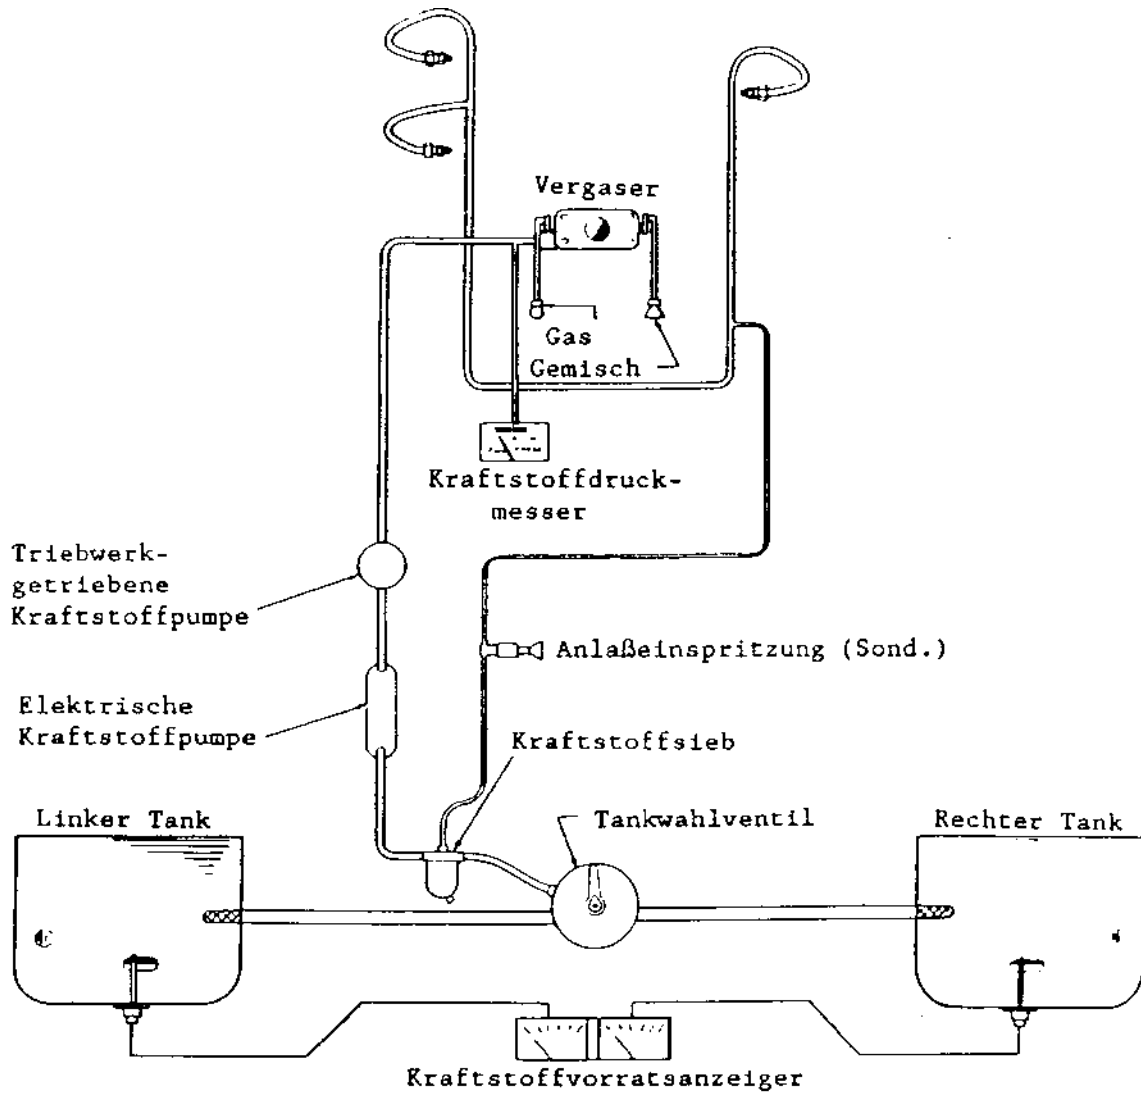 Vergaser
Gas
Gemisch
Kraftstoffdruck-
messer
Triebwerk-
getriebene
Kraftstoffpumpe
Anlaßeinspritzung (Sond.)
Elektrische
Kraftstoffpumpe
Kraftstoffsieb
Linker Tank
Tankwahlventil
Rechter Tank
Kraftstoffvorratsanzeiger